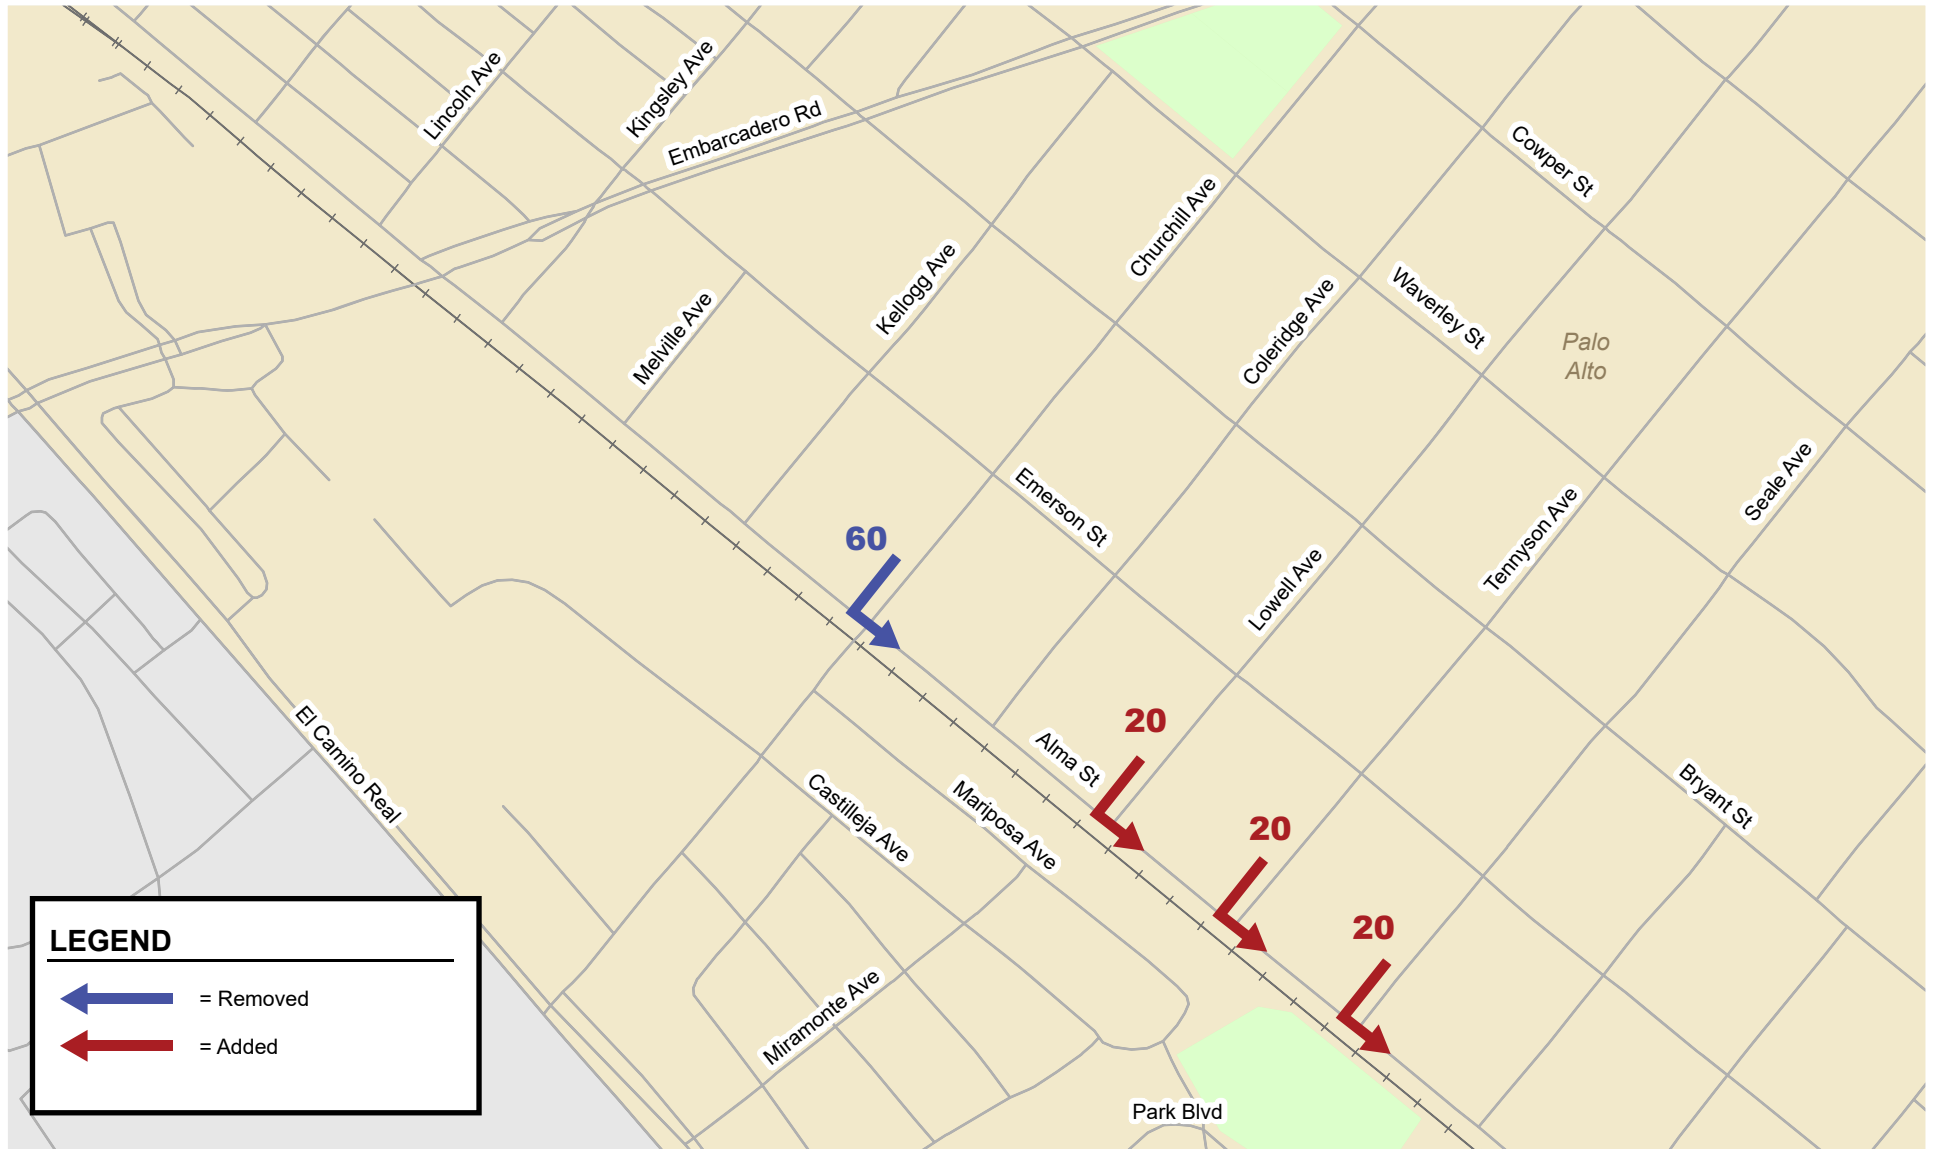 Lincoln Ave
Kingsley Ave
Embarcadero Rd
Cowper St
Churchill Ave
Kellogg Ave
Melville Ave
Coleridge Ave
Waverley St
Palo
Alto
Emerson St
Seale Ave
Tennyson Ave
Lowell Ave
60
20
Alma St
El Camino Real
Castilleja Ave
Mariposa Ave
Bryant St
20
20
Miramonte Ave
Park Blvd
LEGEND
= Removed
= Added